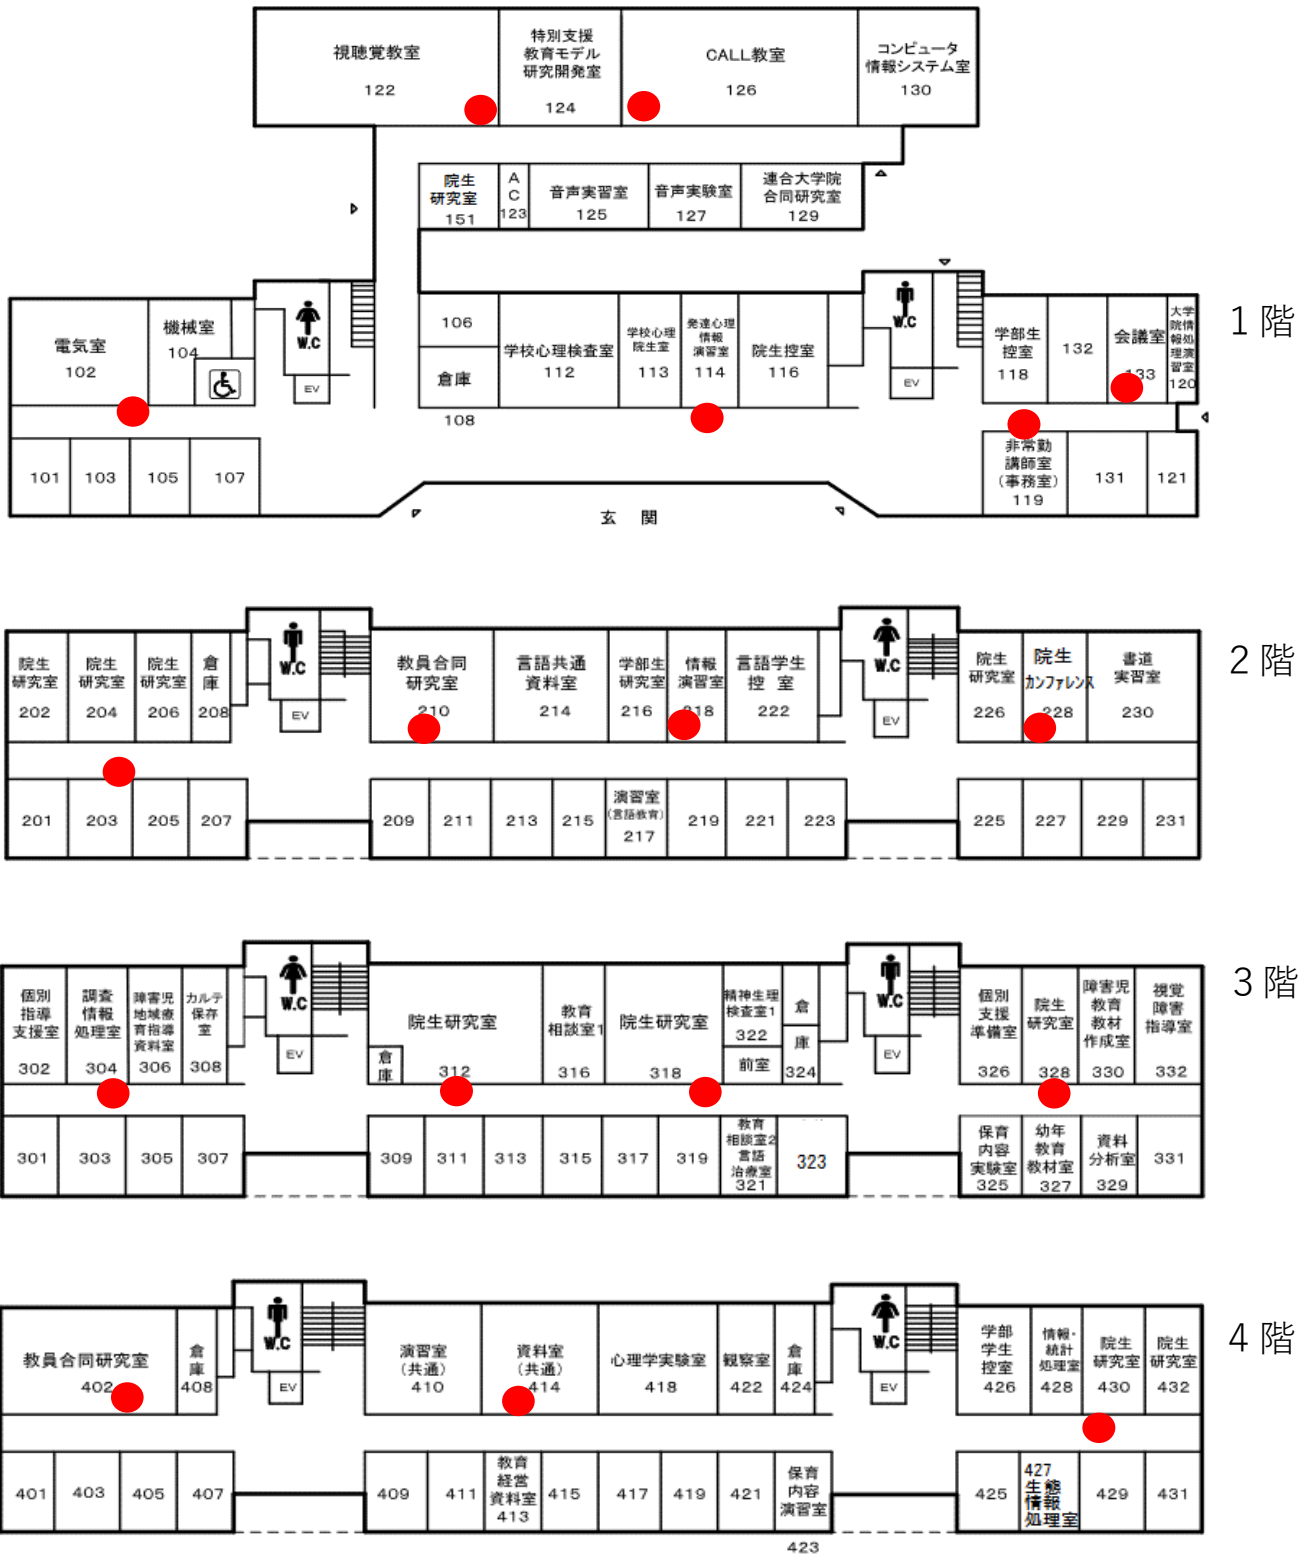 視聴覚教室
122
特別支援
教育モデル
研究開発室
124
CALL教室
126
コンピュータ
情報システム室
130
院生
研究室
151
A
C
123
音声実習室
125
音声実験室
127
連合大学院
合同研究室
129
1階
電気室
102
機械室
104
W.C
EV
106
倉庫
108
学校心理検査室
112
学校心理
院生室
113
発達心理
情報
演習室
114
院生控室
116
W.C
EV
学部生
控室
118
132
会議室
133
大学
院情
報処
理演
習室
120
101
103
105
107
玄 関
非常勤
講師室
(事務室)
119
131
121
2階
院生
研究室
202
院生
研究室
204
院生
研究室
206
倉
庫
208
W.C
EV
教員合同
研究室
210
言語共通
資料室
214
学部生
研究室
216
情報
演習室
218
言語学生
控 室
222
W.C
EV
院生
研究室
226
院生
カンファレンス
228
書道
実習室
230
201
203
205
207
209
211
213
215
演習室
(言語教育)
217
219
221
223
225
227
229
231
3階
個別
指導
支援室
302
調査
情報
処理室
304
障害児
地域療
育指導
資料室
306
カルテ
保存
室
308
W.C
EV
倉
庫
院生研究室
312
教育
相談室1
316
院生研究室
318
精神生理
検査室1
322
前室
倉
庫
324
W.C
EV
個別
支援
準備室
326
院生
研究室
328
障害児
教育
教材
作成室
330
視覚
障害
指導室
332
301
303
305
307
309
311
313
315
317
319
教育
相談室2
言語
治療室
321
323
保育
内容
実験室
325
幼年
教育
教材室
327
資料
分析室
329
331
4階
教員合同研究室
402
倉
庫
408
W.C
EV
演習室
(共通)
410
資料室
(共通)
414
心理学実験室
418
観察室
422
倉
庫
424
W.C
EV
学部
学生
控室
426
情報・
統計
処理室
428
院生
研究室
430
院生
研究室
432
401
403
405
407
409
411
教育
経営
資料室
413
415
417
419
421
保育
内容
演習室
423
425
427
生態
情報
処理室
429
431